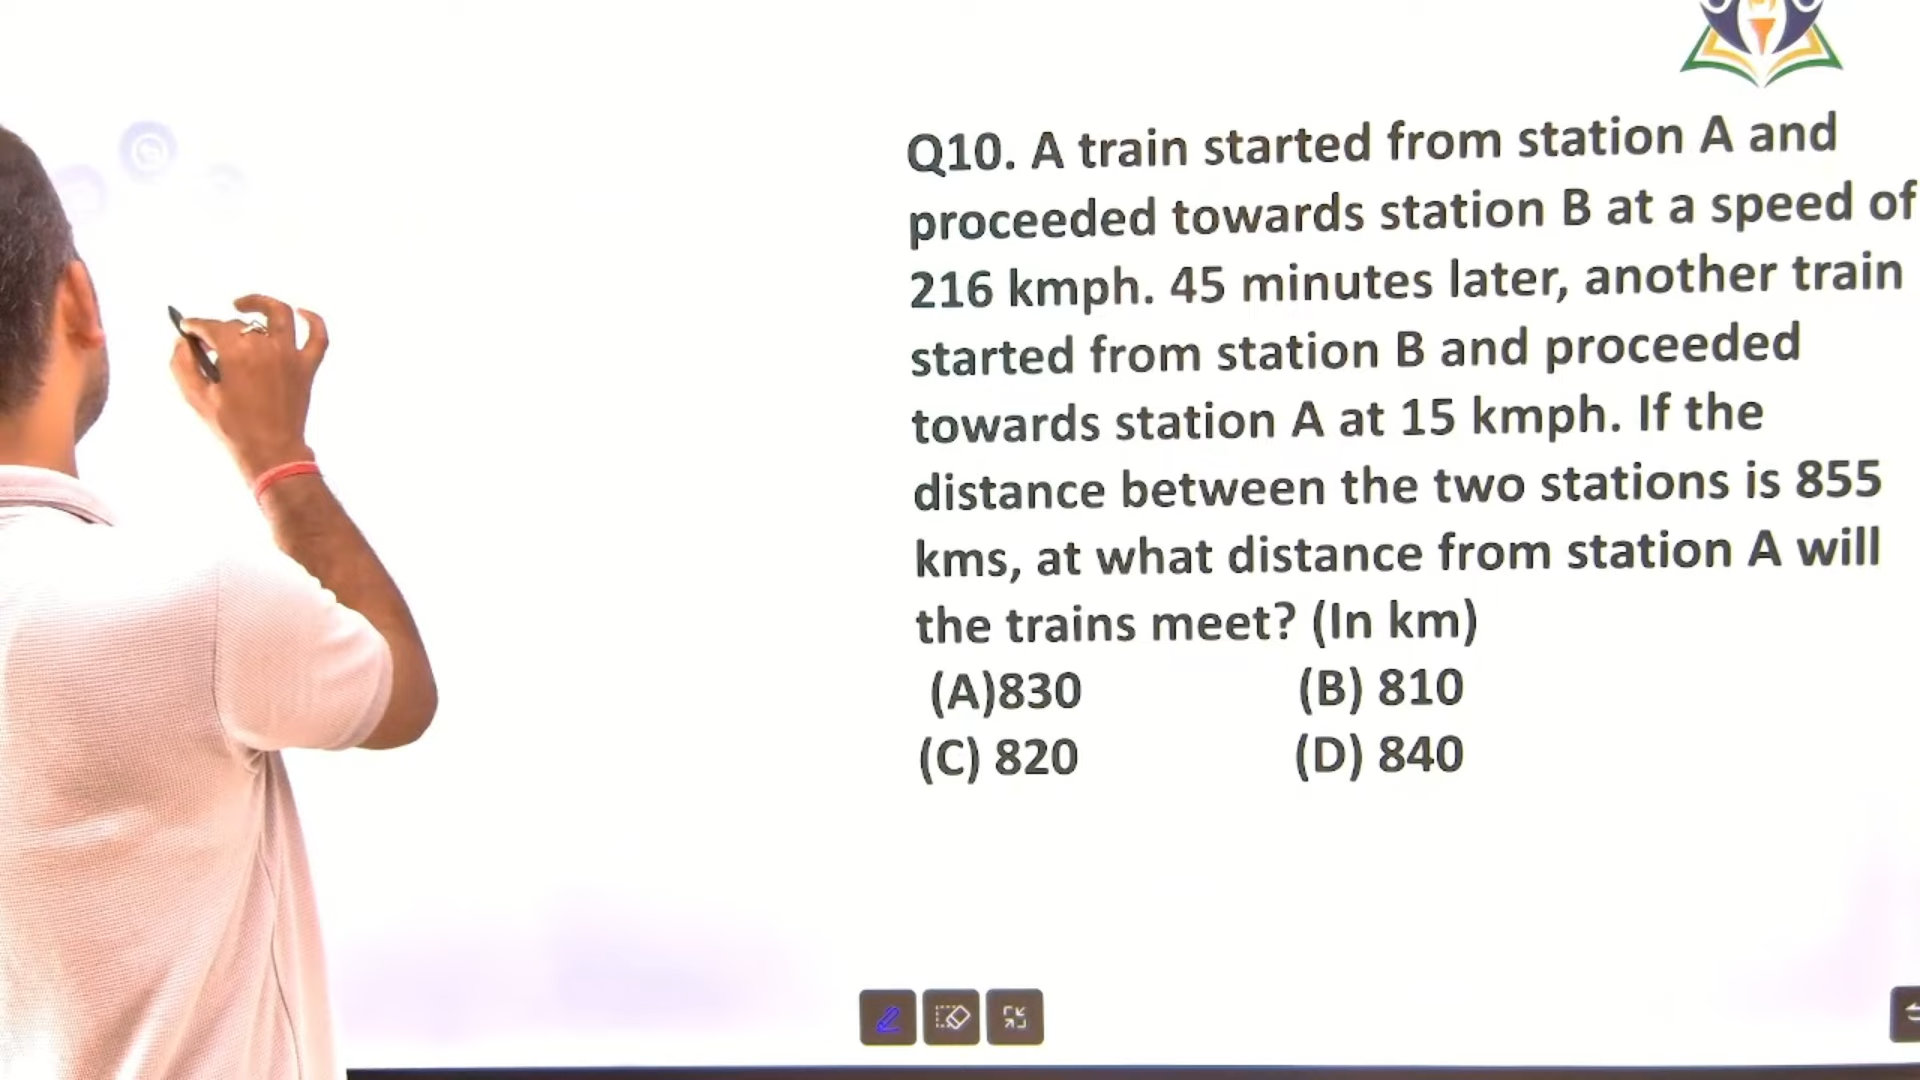 Q10. A train started from station A and
proceeded towards station B at a speed of
216 kmph. 45 minutes later, another train
started from station B and proceeded
towards station A at 15 kmph. If the
distance between the two stations is 855
kms, at what distance from station A will
the trains meet? (In km)
(A)830 (B) 810
(C) 820 (D) 840